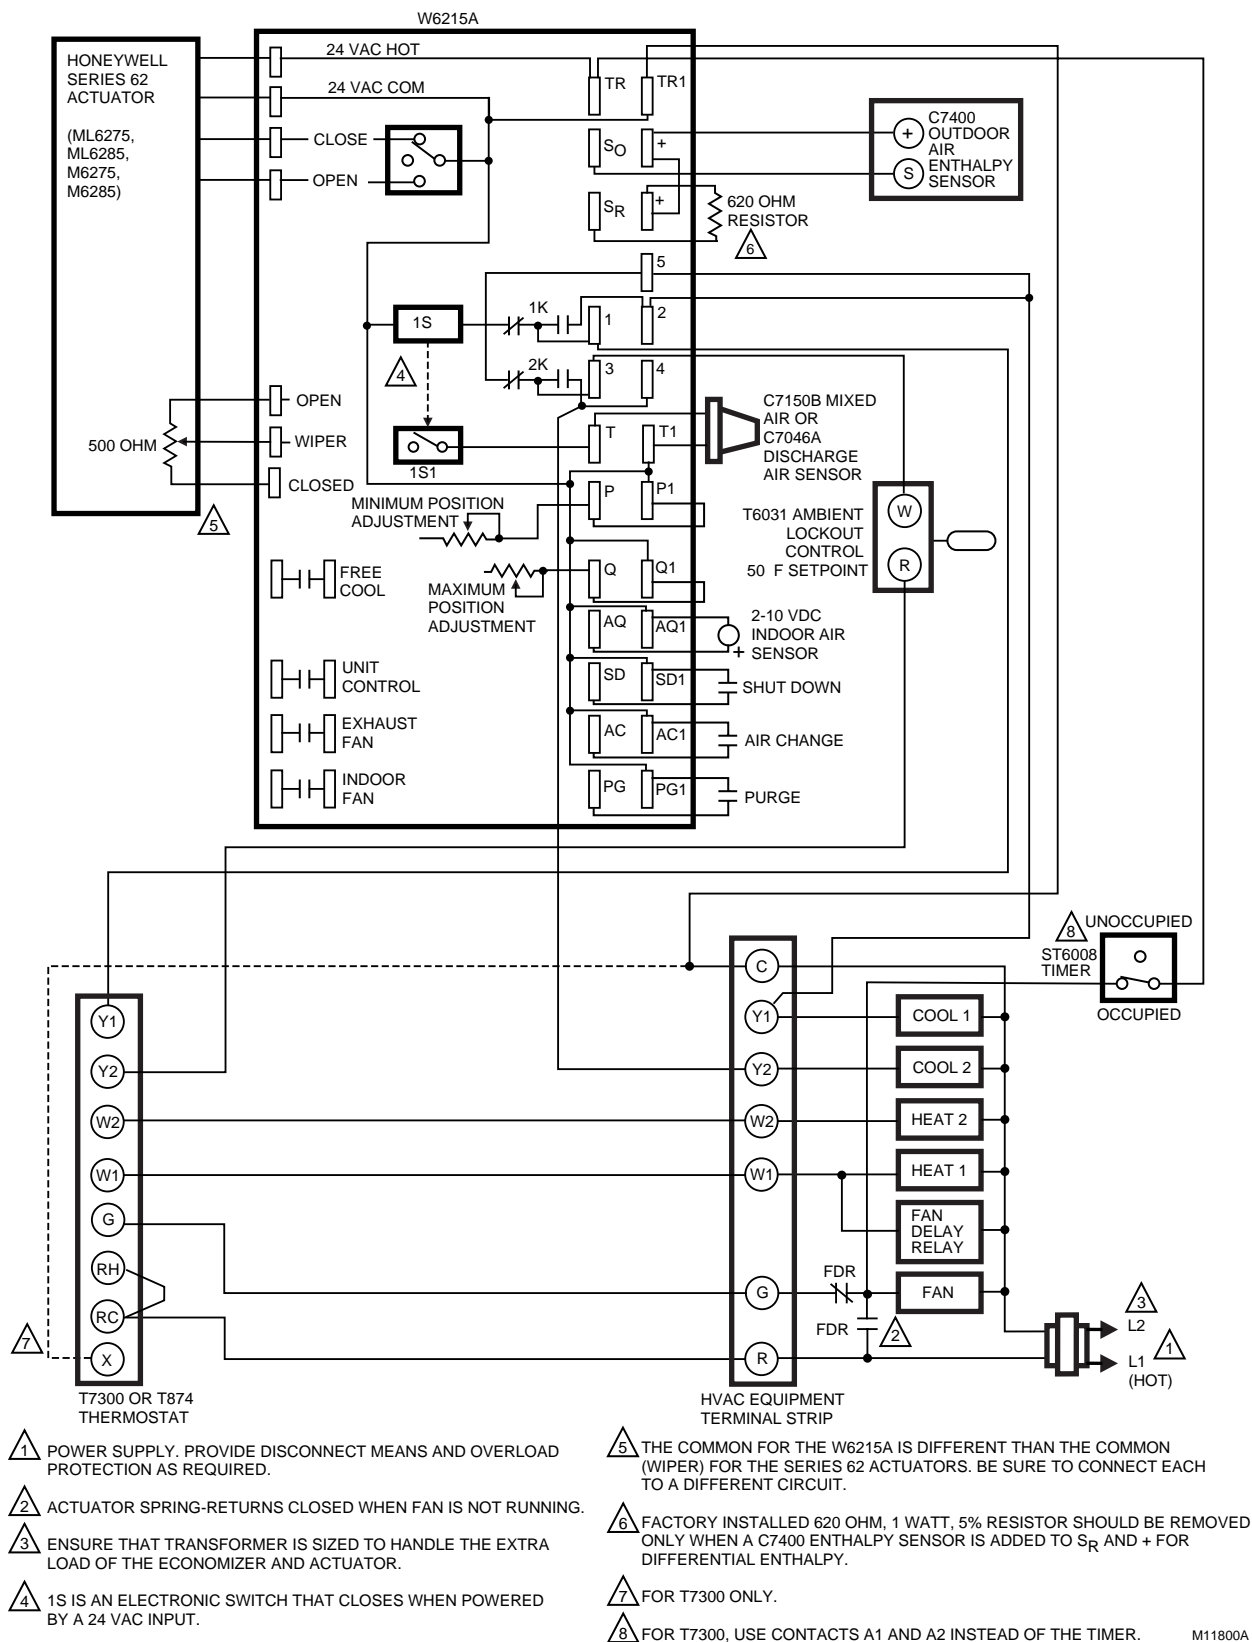 W6215A
HONEYWELL
SERIES 62
ACTUATOR
(ML6275,
ML6285,
M6275,
M6285)
24 VAC HOT
24 VAC COM
CLOSE
OPEN
TR
TR1
SO
+
SR
+
C7400
OUTDOOR
AIR
ENTHALPY
SENSOR
+
S
620 OHM
RESISTOR
6
5
1S
1K
1
2
4
2K
3
4
OPEN
WIPER
CLOSED
500 OHM
5
1S1
T
T1
C7150B MIXED
AIR OR
C7046A
DISCHARGE
AIR SENSOR
MINIMUM POSITION
ADJUSTMENT
P
P1
T6031 AMBIENT
LOCKOUT
CONTROL
50 F SETPOINT
W
R
FREE
COOL
MAXIMUM
POSITION
ADJUSTMENT
Q
Q1
AQ
AQ1
2-10 VDC
INDOOR AIR
SENSOR
+
UNIT
CONTROL
SD
SD1
SHUT DOWN
EXHAUST
FAN
AC
AC1
AIR CHANGE
INDOOR
FAN
PG
PG1
PURGE
8
UNOCCUPIED
ST6008
TIMER
OCCUPIED
C
Y1
Y1
COOL 1
Y2
Y2
COOL 2
W2
W2
HEAT 2
W1
W1
HEAT 1
G
FAN
DELAY
RELAY
RH
FDR
G
FAN
RC
FDR
2
3
L2
7
X
R
L1
(HOT)
1
T7300 OR T874
THERMOSTAT
HVAC EQUIPMENT
TERMINAL STRIP
1 POWER SUPPLY. PROVIDE DISCONNECT MEANS AND OVERLOAD
PROTECTION AS REQUIRED.
2 ACTUATOR SPRING-RETURNS CLOSED WHEN FAN IS NOT RUNNING.
3 ENSURE THAT TRANSFORMER IS SIZED TO HANDLE THE EXTRA
LOAD OF THE ECONOMIZER AND ACTUATOR.
4 1S IS AN ELECTRONIC SWITCH THAT CLOSES WHEN POWERED
BY A 24 VAC INPUT.
5 THE COMMON FOR THE W6215A IS DIFFERENT THAN THE COMMON
(WIPER) FOR THE SERIES 62 ACTUATORS. BE SURE TO CONNECT EACH
TO A DIFFERENT CIRCUIT.
6 FACTORY INSTALLED 620 OHM, 1 WATT, 5% RESISTOR SHOULD BE REMOVED
ONLY WHEN A C7400 ENTHALPY SENSOR IS ADDED TO SR AND + FOR
DIFFERENTIAL ENTHALPY.
7 FOR T7300 ONLY.
8 FOR T7300, USE CONTACTS A1 AND A2 INSTEAD OF THE TIMER.
M11800A